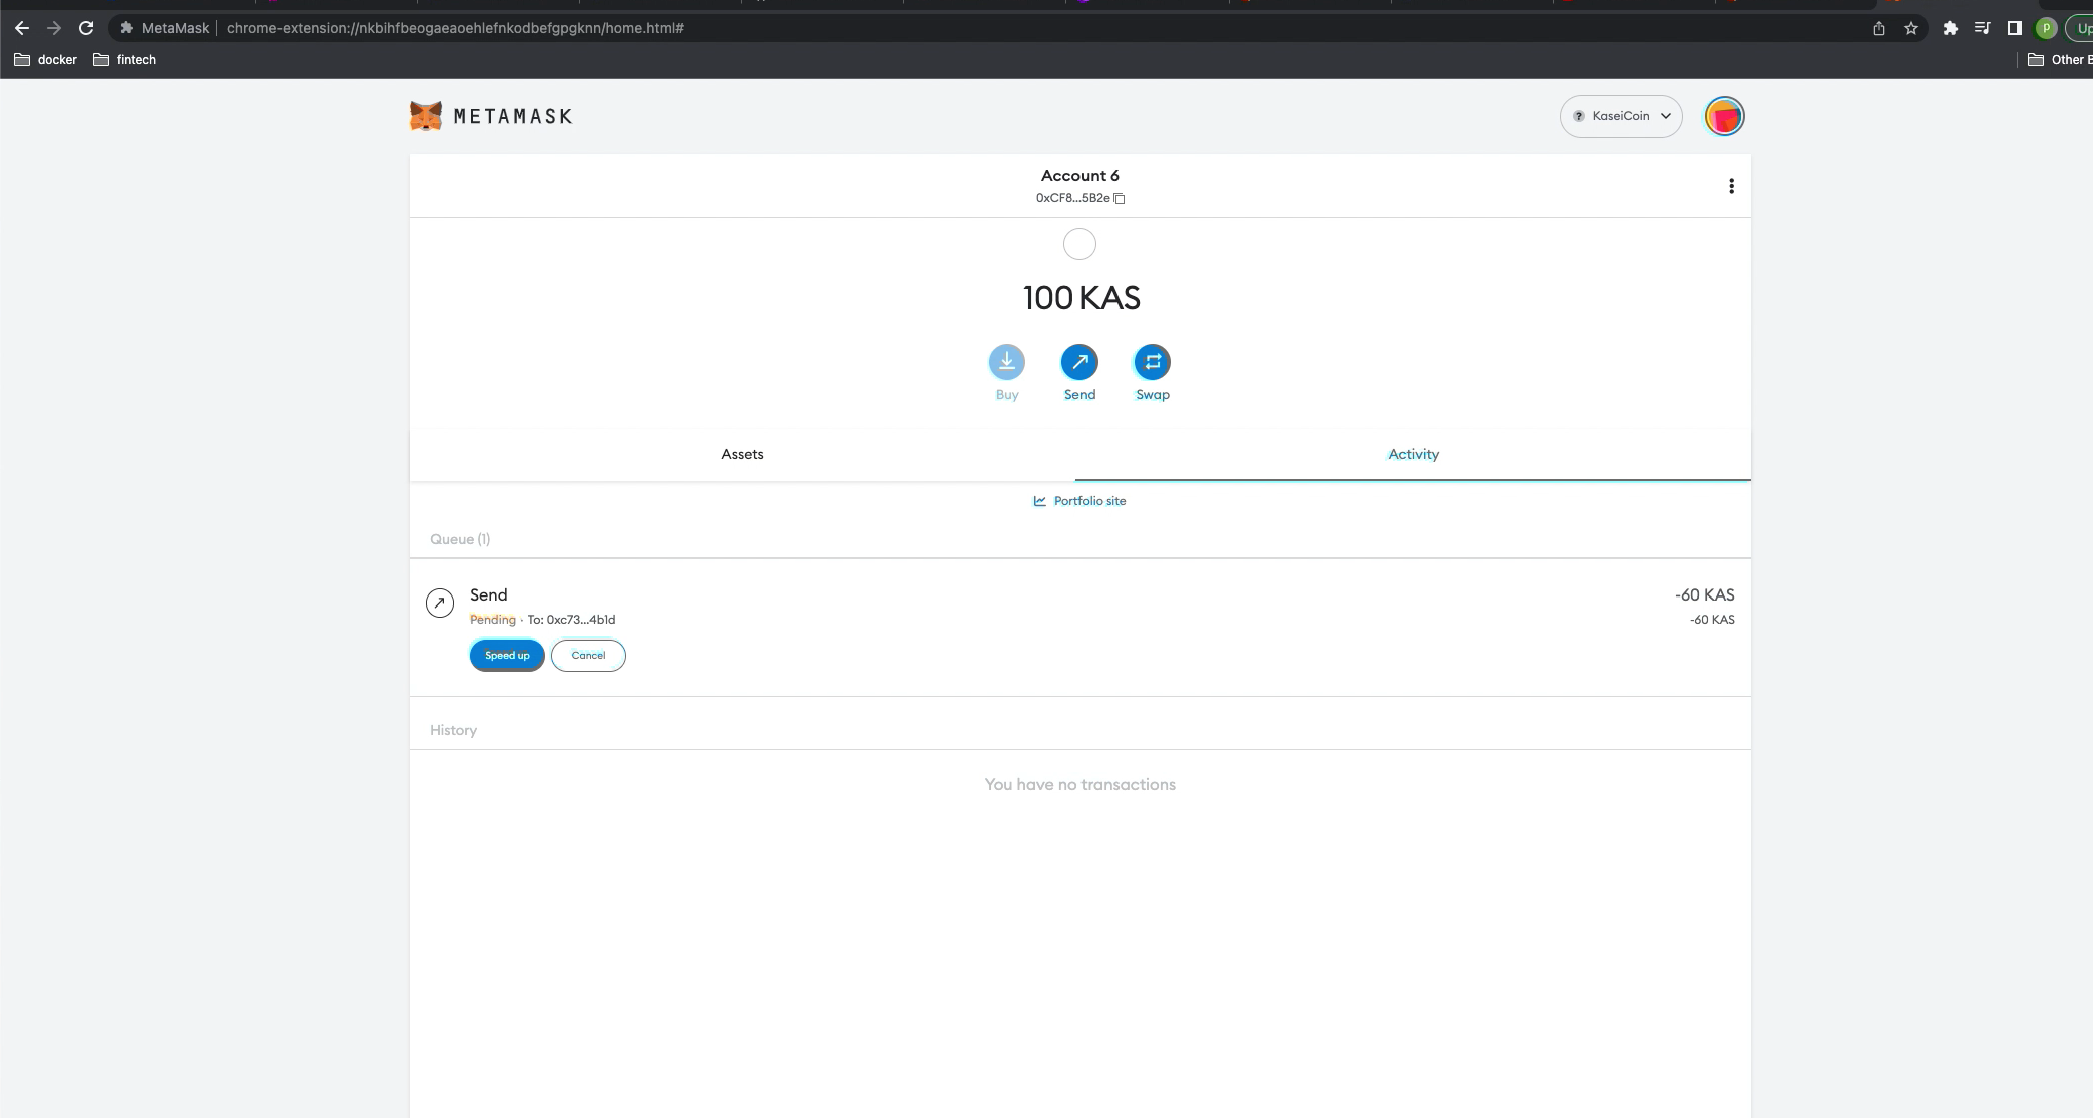 MetaMask chrome-extension://nkbihfbeogaeaoehlefnkodbefgpgknn/home.html# P Up
docker fintech Other B
METAMASK ? KaseiCoin
Account 6
0xCF8...5B2e
100 KAS
Buy Send Swap
Assets Activity
Portfolio site
Queue (1)
Send -60 KAS
Pending · To: 0xc73...4b1d -60 KAS
Speed up Cancel
History
You have no transactions